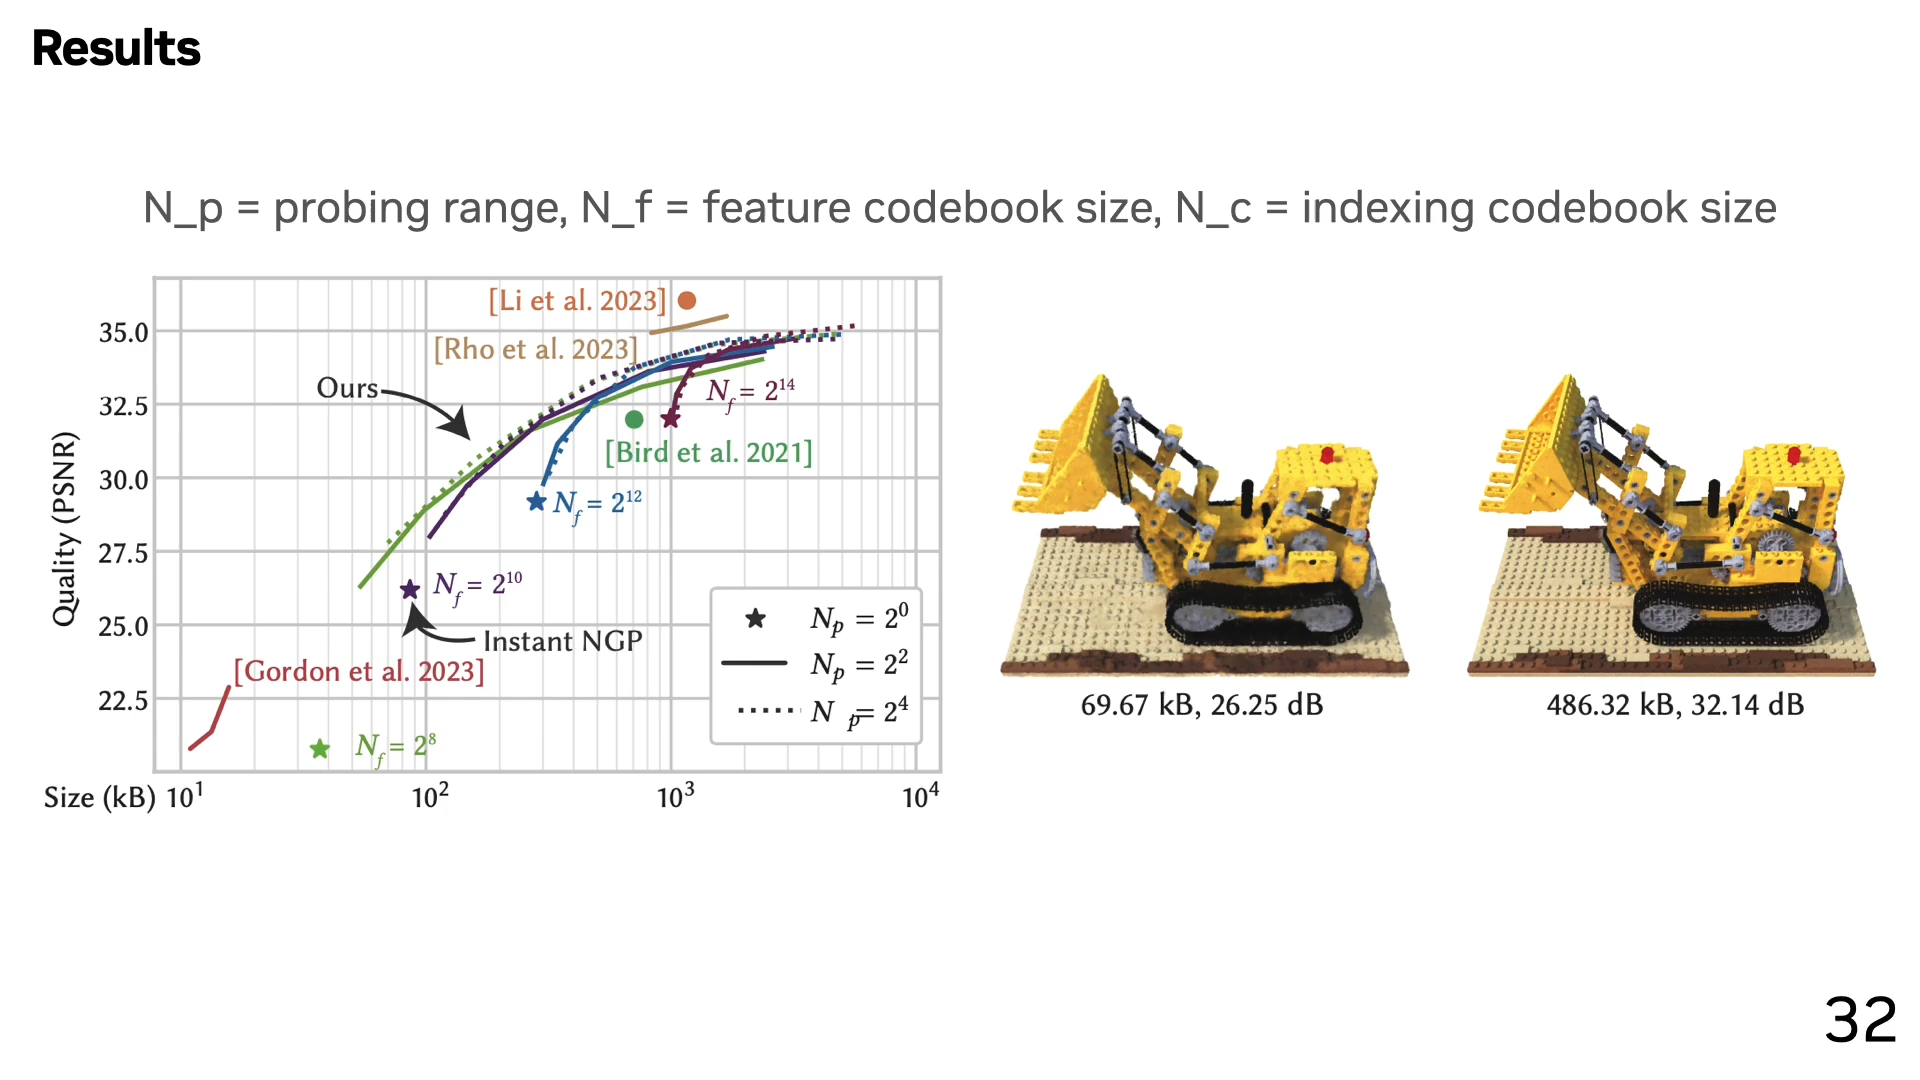 Results
N_p = probing range, N_f = feature codebook size, N_c = indexing codebook size
[Li et al. 2023]
35.0
[Rho et al. 2023]
Ours
N_f = 2^14
32.5
[Bird et al. 2021]
30.0
N_f = 2^12
27.5
N_f = 2^10
25.0
Instant NGP
[Gordon et al. 2023]
22.5
N_f = 2^8
Quality (PSNR)
N_p = 2^0
N_p = 2^2
N_p = 2^4
Size (kB) 10^1 10^2 10^3 10^4
69.67 kB, 26.25 dB
486.32 kB, 32.14 dB
32